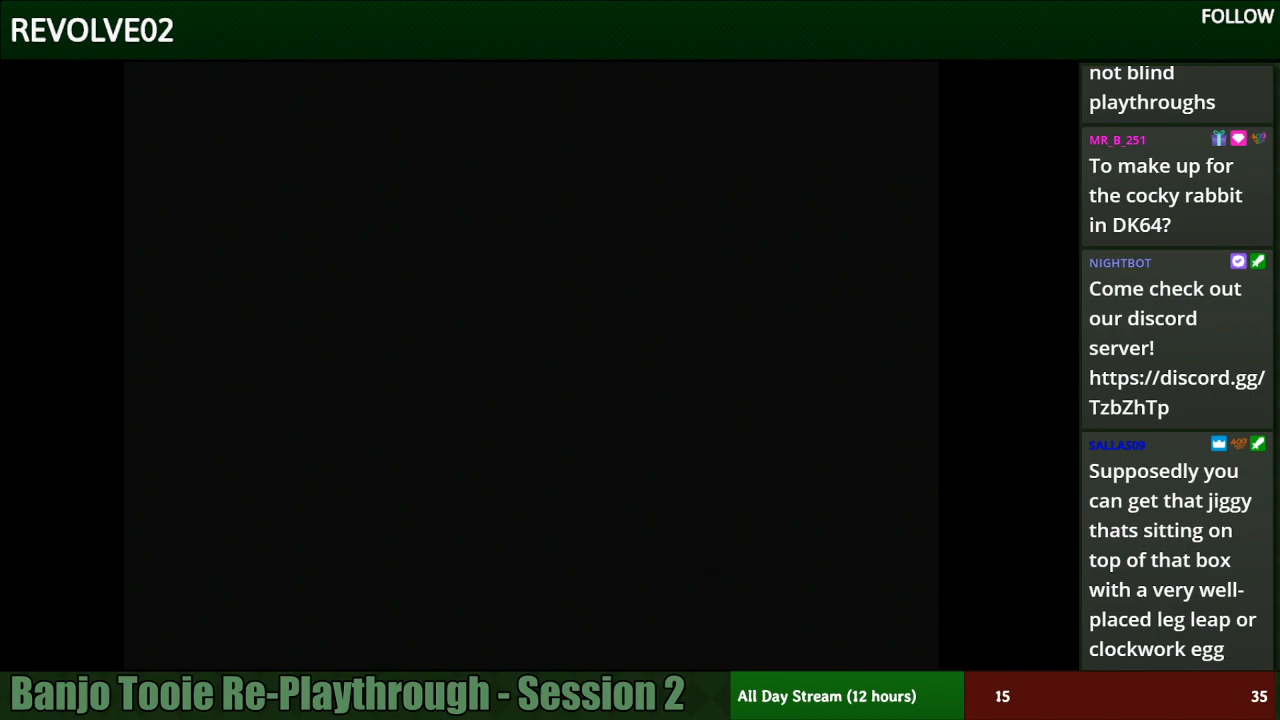 REVOLVE02
FOLLOW
not blind
playthroughs
MR_B_251
To make up for
the cocky rabbit
in DK64?
NIGHTBOT
Come check out
our discord
server!
https://discord.gg/
TzbZhTp
SALLAS09
Supposedly you
can get that jiggy
thats sitting on
top of that box
with a very well-
placed leg leap or
clockwork egg
Banjo Tooie Re-Playthrough - Session 2
All Day Stream (12 hours)
15
35